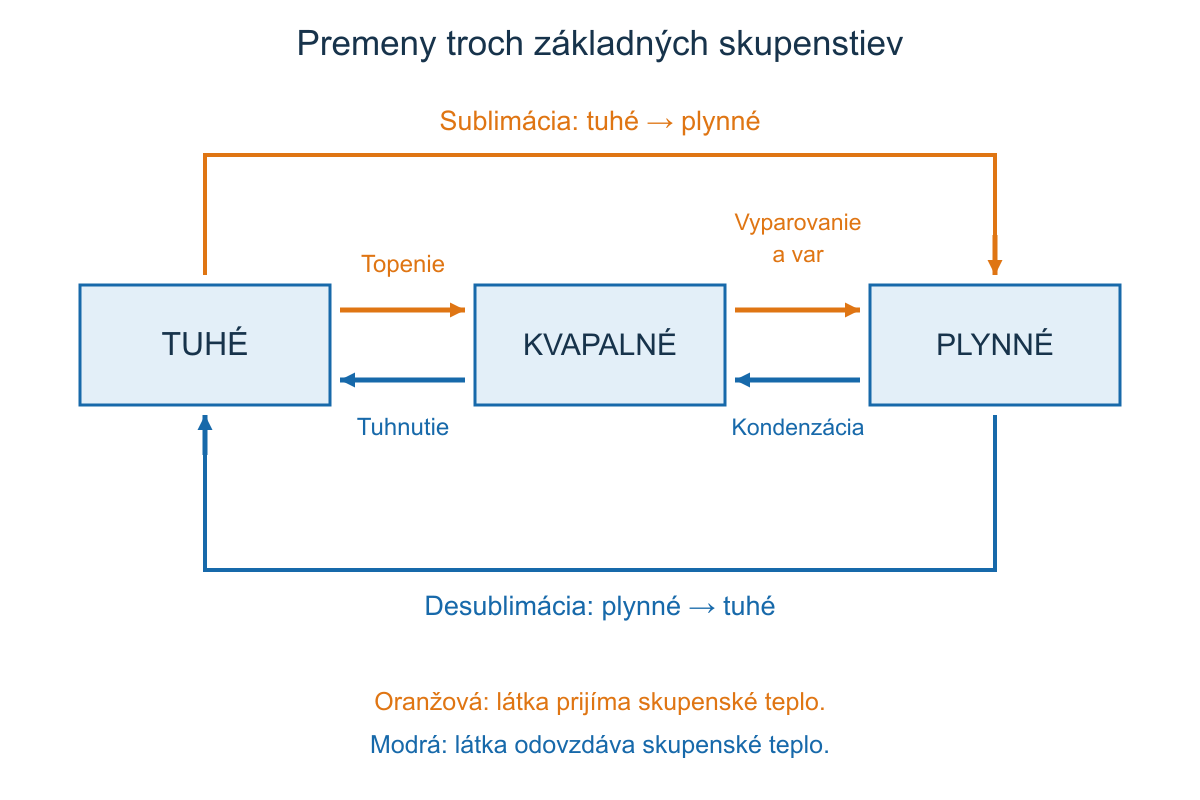 Premeny troch základných skupenstiev
Sublimácia: tuhé → plynné
Vyparovanie
a var
Topenie
TUHÉ
KVAPALNÉ
PLYNNÉ
Tuhnutie
Kondenzácia
Desublimácia: plynné → tuhé
Oranžová: látka prijíma skupenské teplo.
Modrá: látka odovzdáva skupenské teplo.